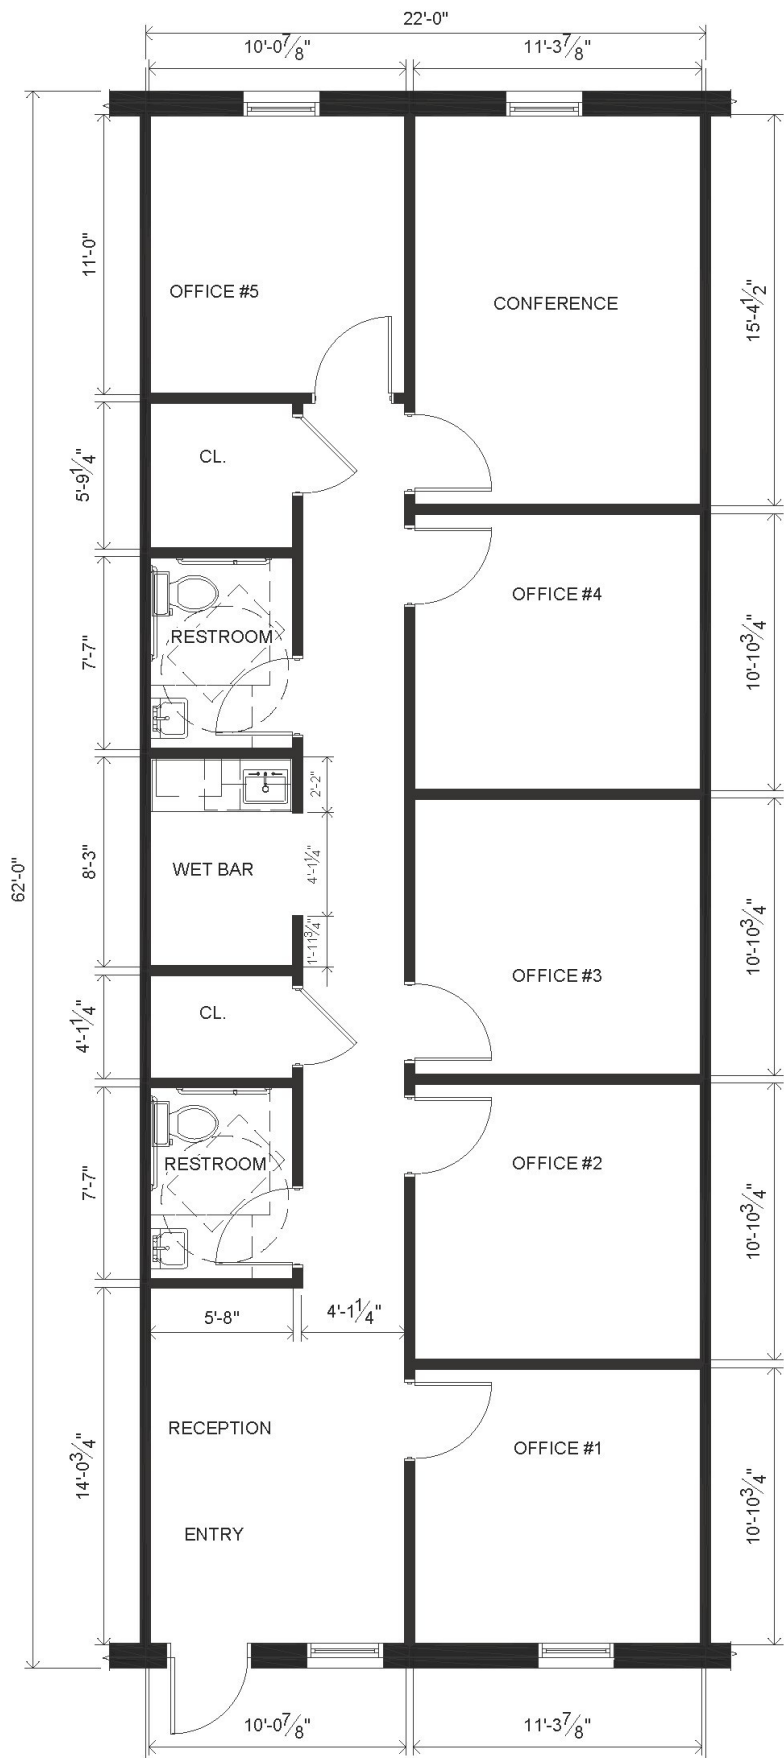 22'-0"
10'-0 7/8"
11'-3 7/8"
11'-0"
OFFICE #5
CONFERENCE
15'-4 1/2"
5'-9 1/4"
CL.
OFFICE #4
7'-7"
RESTROOM
10'-10 3/4"
2'-2"
62'-0"
8'-3"
WET BAR
4'-1 1/4"
1'-11 3/4"
10'-10 3/4"
OFFICE #3
4'-1 1/4"
CL.
7'-7"
RESTROOM
OFFICE #2
10'-10 3/4"
5'-8"
4'-1 1/4"
RECEPTION
OFFICE #1
14'-0 3/4"
10'-10 3/4"
ENTRY
10'-0 7/8"
11'-3 7/8"